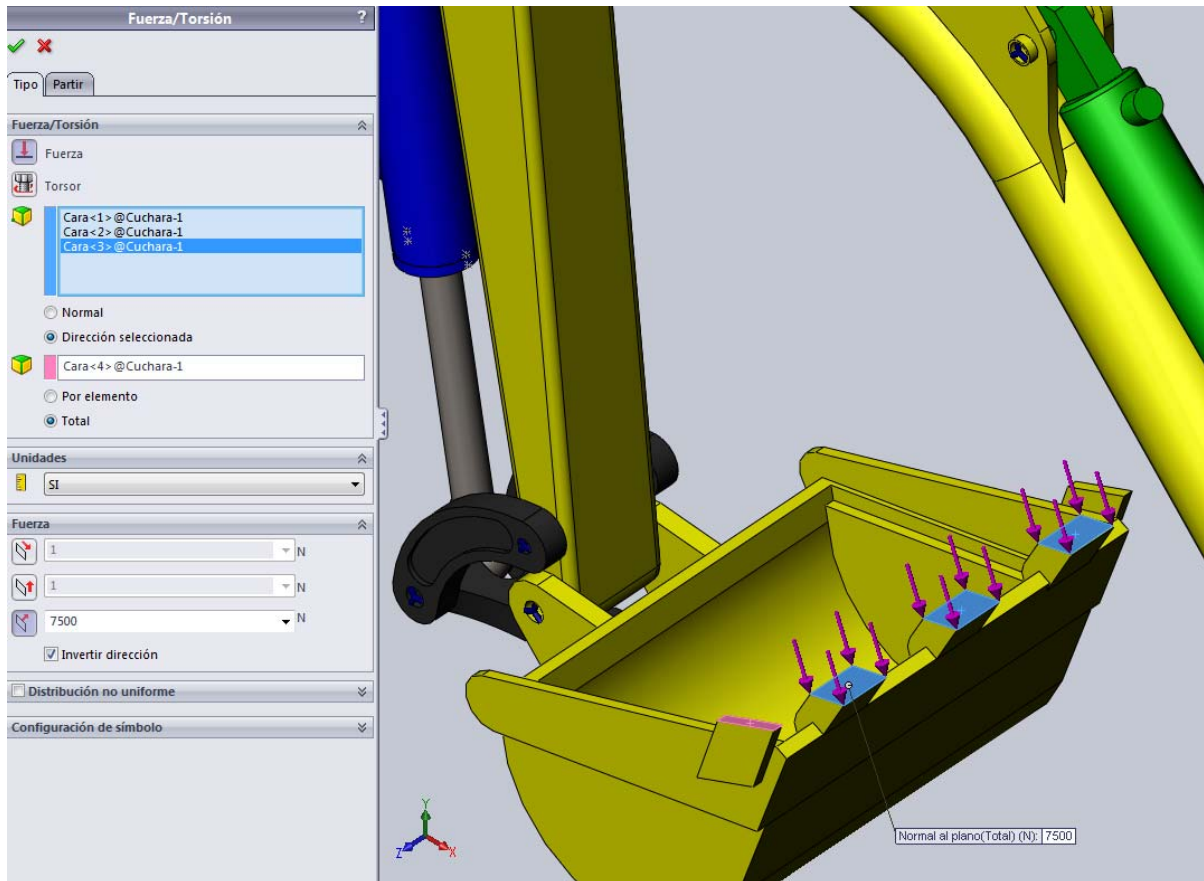 Fuerza/Torsión ?
Tipo Partir
Fuerza/Torsión
Fuerza
Torsor
Cara<1>@Cuchara-1
Cara<2>@Cuchara-1
Cara<3>@Cuchara-1
Normal
Dirección seleccionada
Cara<4>@Cuchara-1
Por elemento
Total
Unidades
SI
Fuerza
1 N
1 N
7500 N
Invertir dirección
Distribución no uniforme
Configuración de símbolo
Y
Z X
Normal al plano(Total) (N): 7500